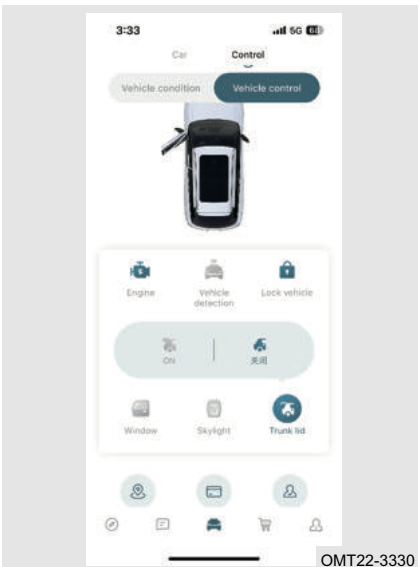 3:33 5G 68
Car Control
Vehicle condition Vehicle control
Engine Vehicle detection Lock vehicle
ON 关闭
Window Skylight Trunk lid
OMT22-3330